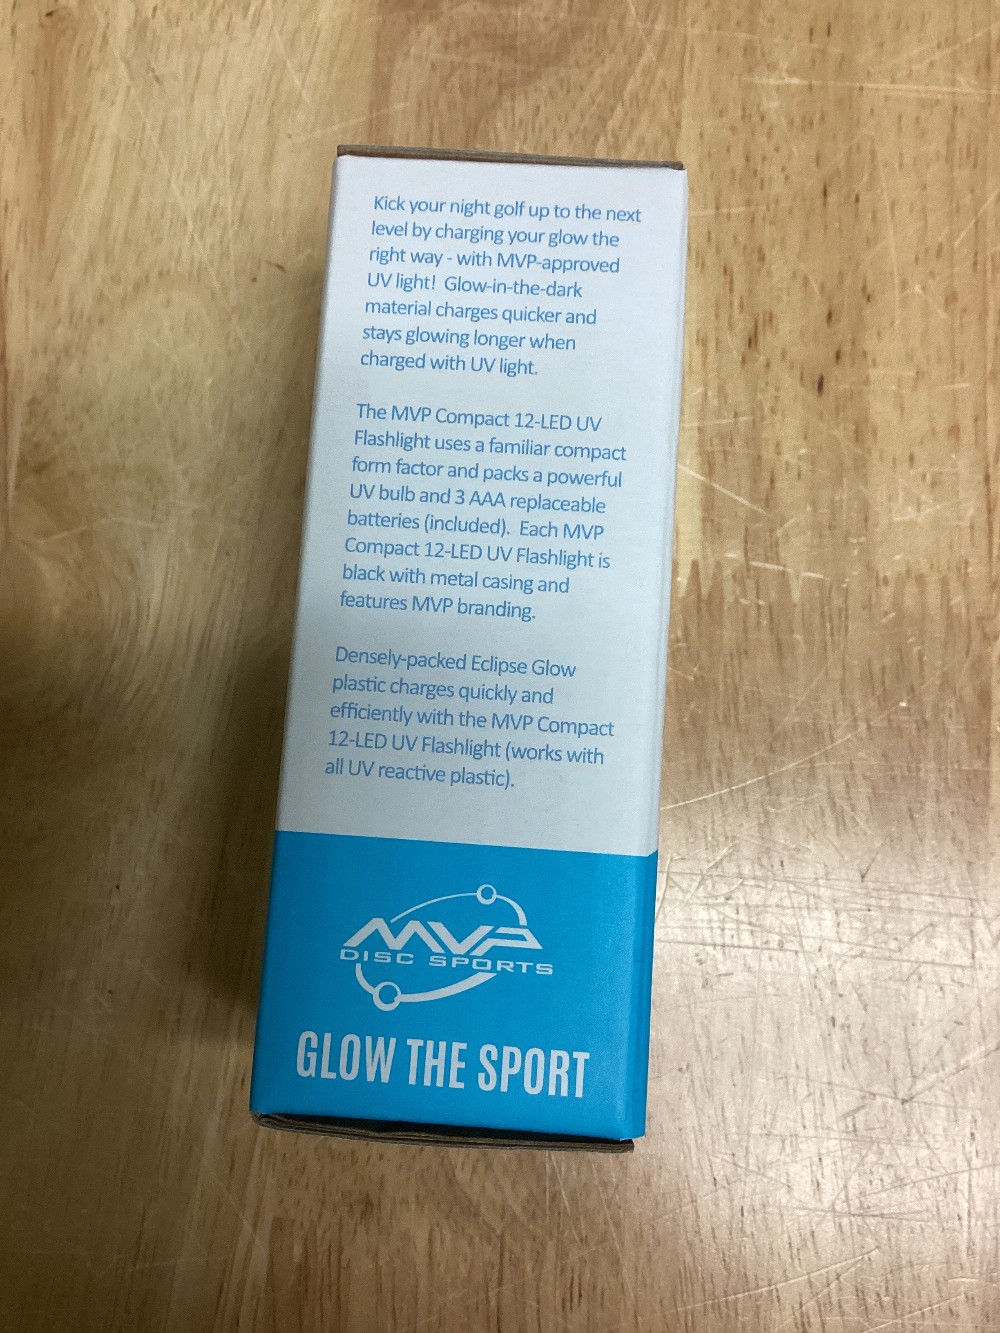 Kick your night golf up to the next
level by charging your glow the
right way - with MVP-approved
UV light! Glow-in-the-dark
material charges quicker and
stays glowing longer when
charged with UV light.
The MVP Compact 12-LED UV
Flashlight uses a familiar compact
form factor and packs a powerful
UV bulb and 3 AAA replaceable
batteries (included). Each MVP
Compact 12-LED UV Flashlight is
black with metal casing and
features MVP branding.
Densely-packed Eclipse Glow
plastic charges quickly and
efficiently with the MVP Compact
12-LED UV Flashlight (works with
all UV reactive plastic).
MVP
DISC SPORTS
GLOW THE SPORT